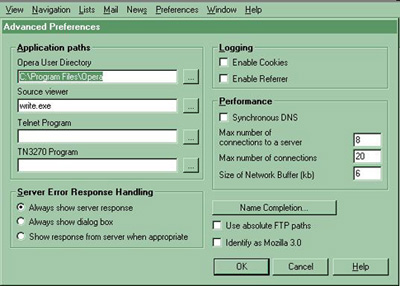 View Navigation Lists Mail News Preferences Window Help
Advanced Preferences
Application paths
Opera User Directory
C:\Program Files\Opera
...
Source viewer
write.exe
...
Telnet Program
...
TN3270 Program
...
Server Error Response Handling
Always show server response
Always show dialog box
Show response from server when appropriate
Logging
Enable Cookies
Enable Referrer
Performance
Synchronous DNS
Max number of
connections to a server 8
Max number of connections 20
Size of Network Buffer (kb) 6
Name Completion...
Use absolute FTP paths
Identify as Mozilla 3.0
OK Cancel Help